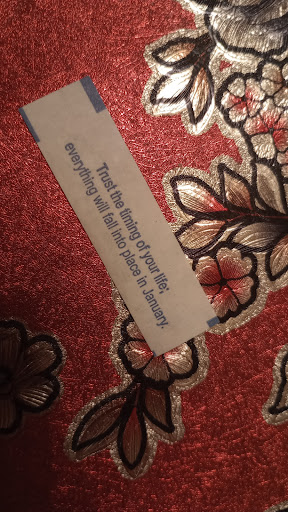 Trust the timing of your life;
everything will fall into place in January.